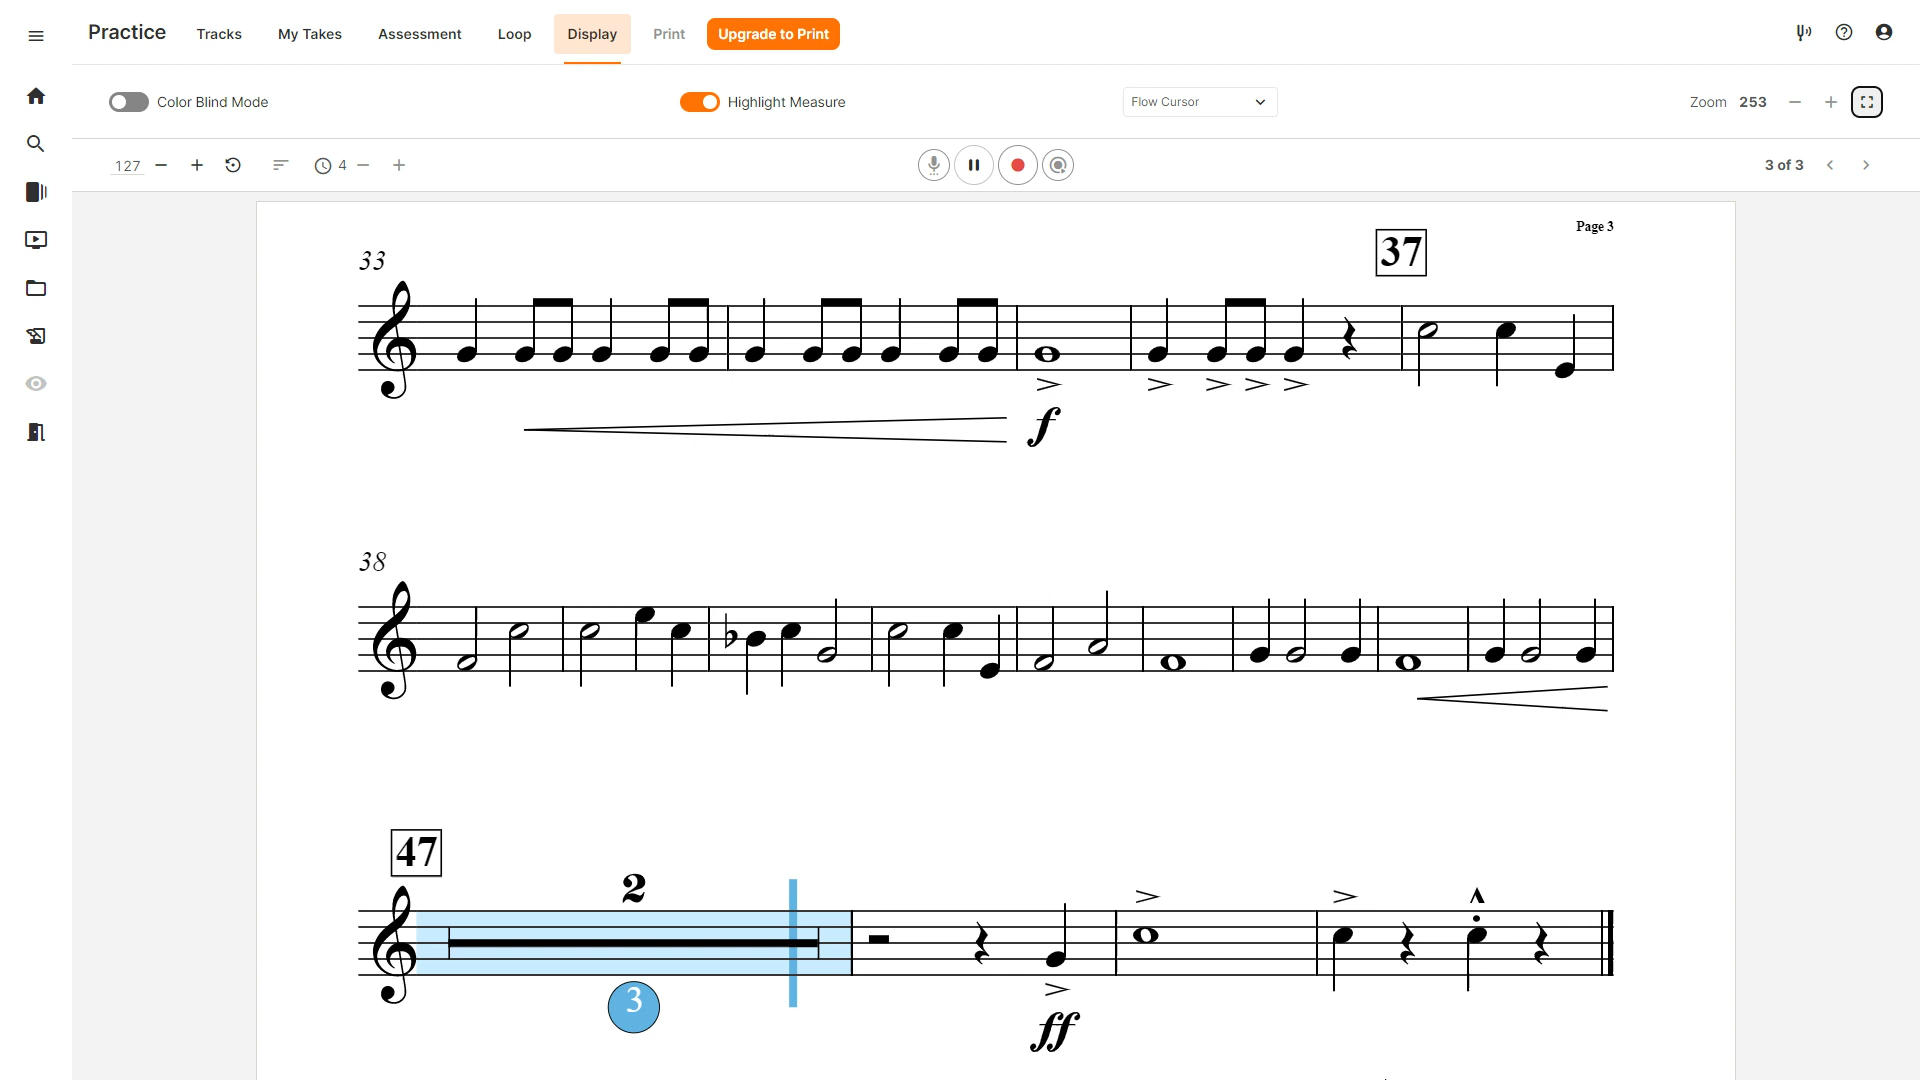 Practice Tracks My Takes Assessment Loop Display Print Upgrade to Print
Color Blind Mode Highlight Measure Flow Cursor Zoom 253
127 4 3 of 3
Page 3
37
33
f
38
47
2
3
ff